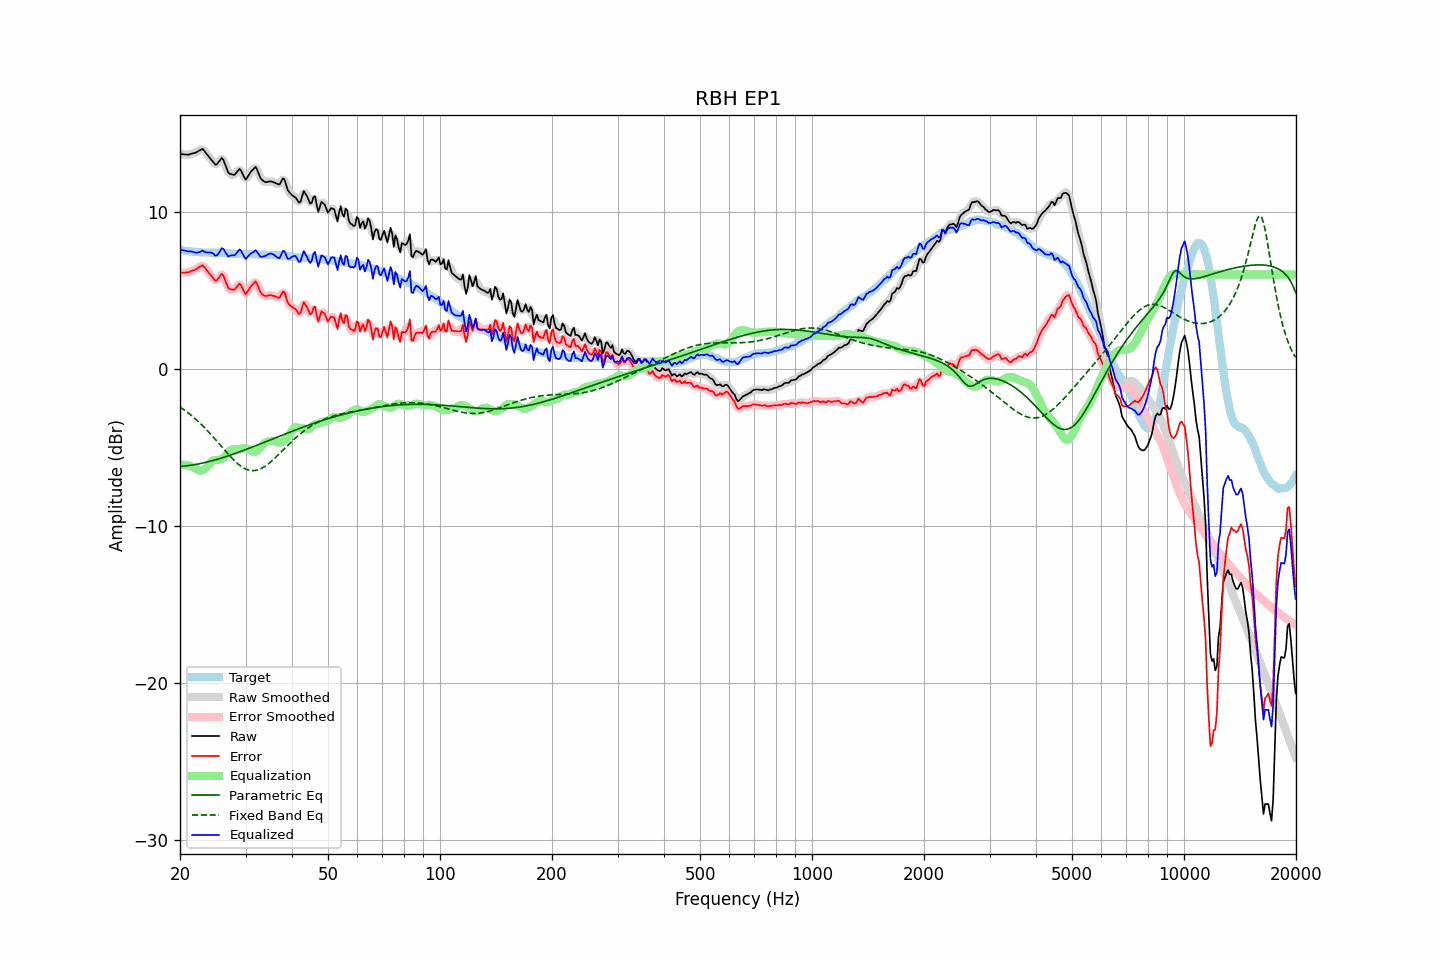 RBH EP1
Amplitude (dBr)
10
0
−10
−20
−30
Target
Raw Smoothed
Error Smoothed
Raw
Error
Equalization
Parametric Eq
Fixed Band Eq
Equalized
20 50 100 200 500 1000 2000 5000 10000 20000
Frequency (Hz)